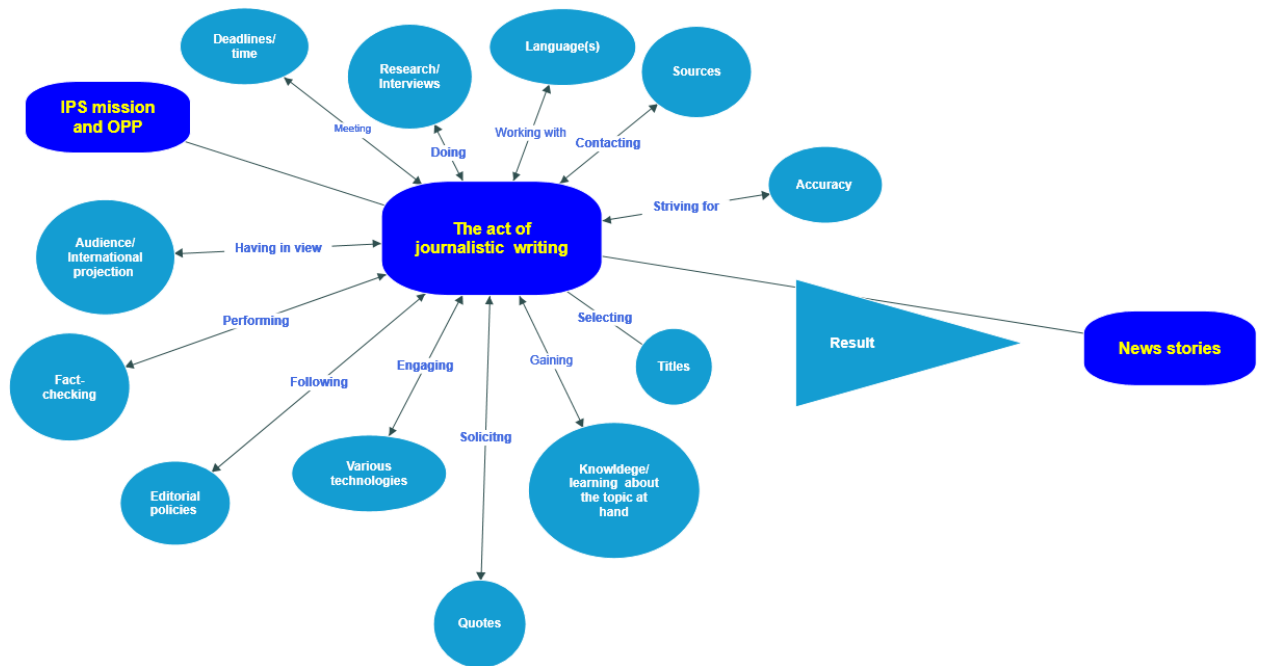 Deadlines/
time
Research/
Interviews
Language(s)
Sources
IPS mission
and OPP
Meeting
Doing
Working with
Contacting
Accuracy
Striving for
The act of
journalistic writing
Audience/
International
projection
Having in view
Performing
Selecting
Result
News stories
Fact-
checking
Following
Engaging
Gaining
Titles
Solicitng
Various
technologies
Knowldege/
learning about
the topic at
hand
Editorial
policies
Quotes